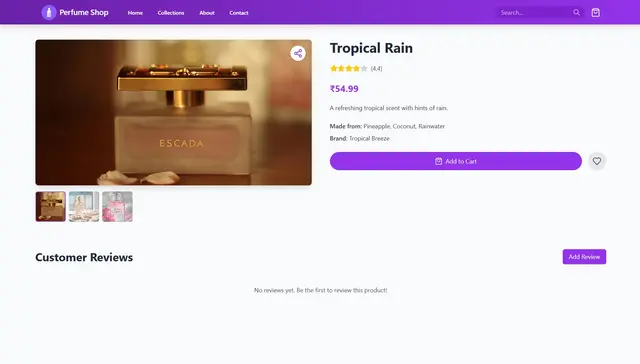 Perfume Shop
Home
Collections
About
Contact
Search...
ESCADA
Tropical Rain
(4.4)
₹54.99
A refreshing tropical scent with hints of rain.
Made from: Pineapple, Coconut, Rainwater
Brand: Tropical Breeze
Add to Cart
Customer Reviews
Add Review
No reviews yet. Be the first to review this product!